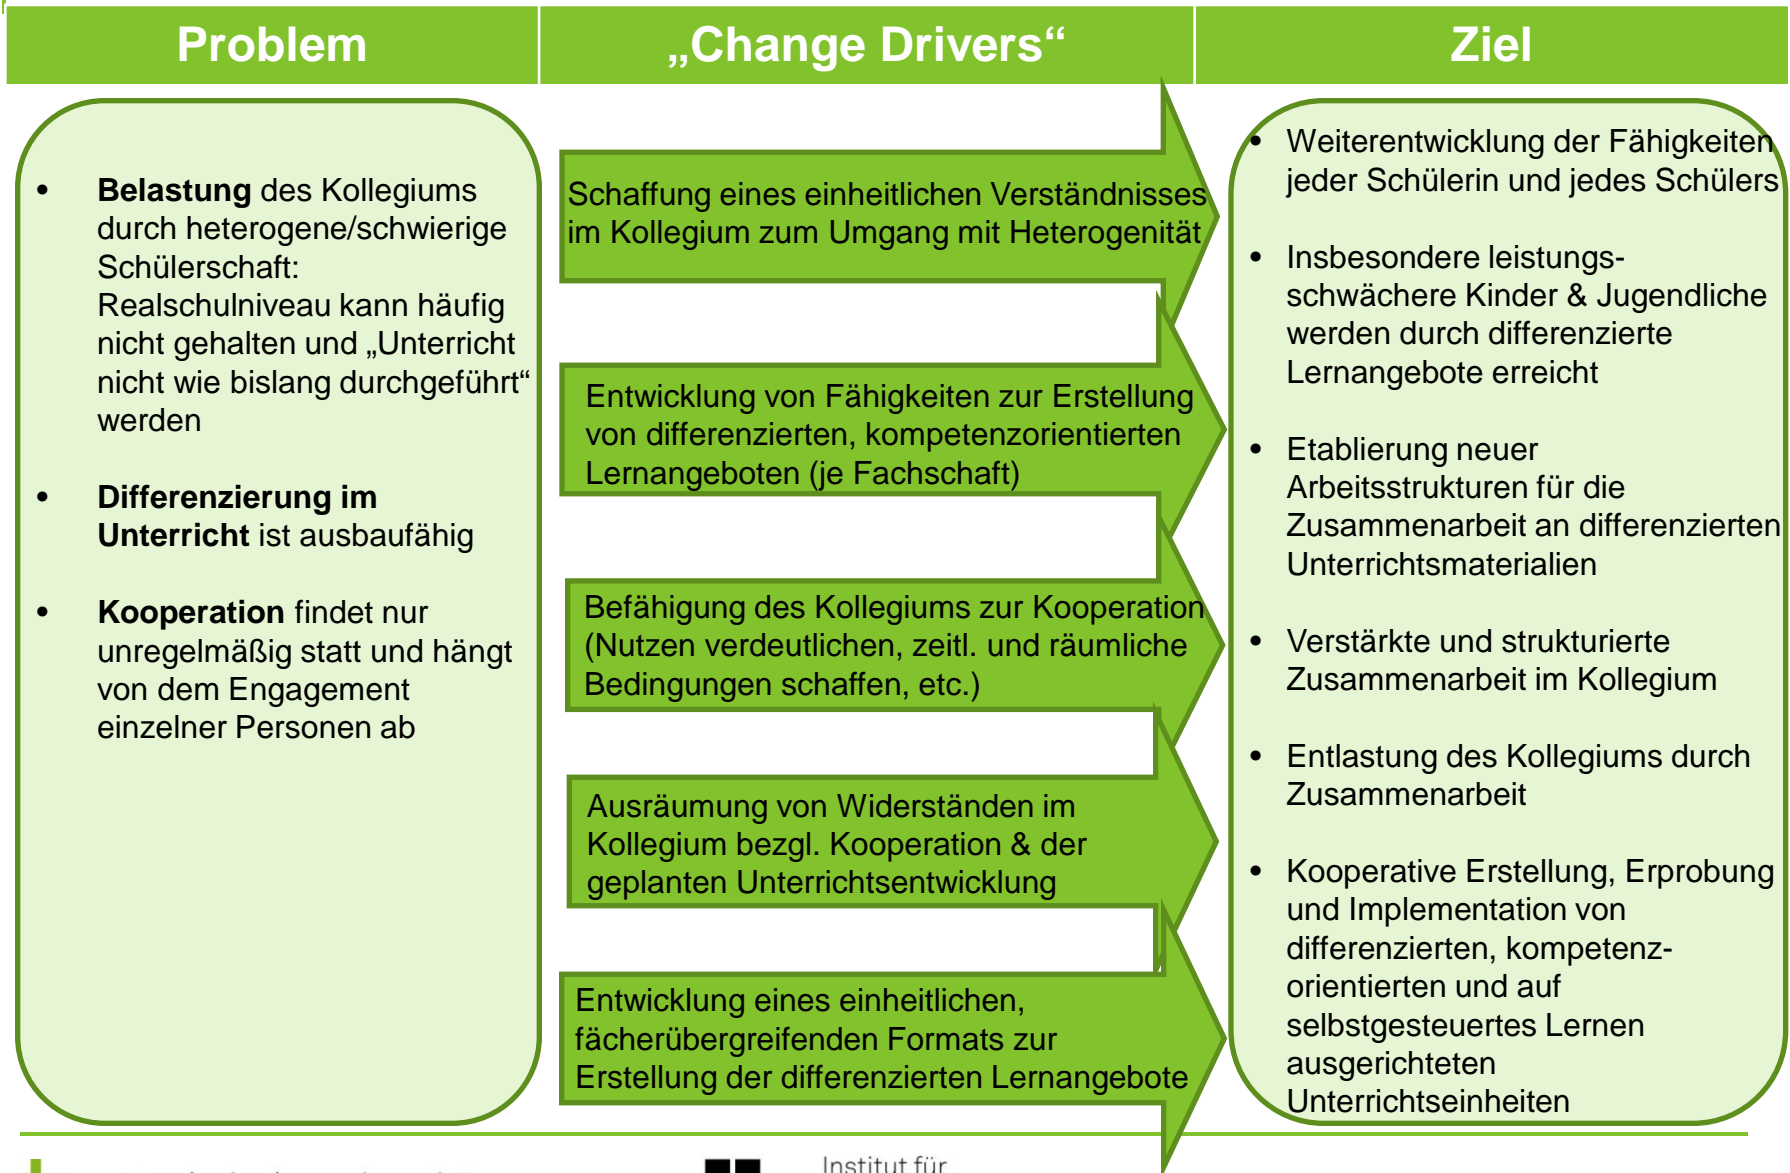 Problem
„Change Drivers“
Ziel
• Belastung des Kollegiums
durch heterogene/schwierige
Schülerschaft:
Realschulniveau kann häufig
nicht gehalten und „Unterricht
nicht wie bislang durchgeführt“
werden
• Differenzierung im
Unterricht ist ausbaufähig
• Kooperation findet nur
unregelmäßig statt und hängt
von dem Engagement
einzelner Personen ab
Schaffung eines einheitlichen Verständnisses
im Kollegium zum Umgang mit Heterogenität
Entwicklung von Fähigkeiten zur Erstellung
von differenzierten, kompetenzorientierten
Lernangeboten (je Fachschaft)
Befähigung des Kollegiums zur Kooperation
(Nutzen verdeutlichen, zeitl. und räumliche
Bedingungen schaffen, etc.)
Ausräumung von Widerständen im
Kollegium bezgl. Kooperation & der
geplanten Unterrichtsentwicklung
Entwicklung eines einheitlichen,
fächerübergreifenden Formats zur
Erstellung der differenzierten Lernangebote
• Weiterentwicklung der Fähigkeiten
jeder Schülerin und jedes Schülers
• Insbesondere leistungs-
schwächere Kinder & Jugendliche
werden durch differenzierte
Lernangebote erreicht
• Etablierung neuer
Arbeitsstrukturen für die
Zusammenarbeit an differenzierten
Unterrichtsmaterialien
• Verstärkte und strukturierte
Zusammenarbeit im Kollegium
• Entlastung des Kollegiums durch
Zusammenarbeit
• Kooperative Erstellung, Erprobung
und Implementation von
differenzierten, kompetenz-
orientierten und auf
selbstgesteuertes Lernen
ausgerichteten
Unterrichtseinheiten
Institut für